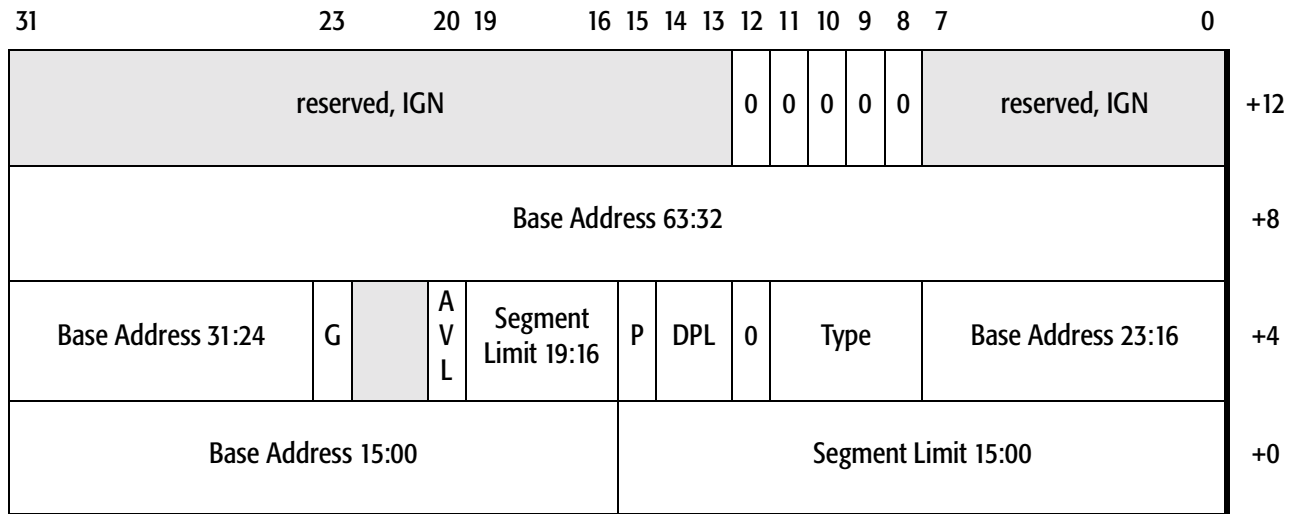 31 23 20 19 16 15 14 13 12 11 10 9 8 7 0
reserved, IGN 0 0 0 0 0 reserved, IGN +12
Base Address 63:32 +8
Base Address 31:24 G A
V
L Segment
Limit 19:16 P DPL 0 Type Base Address 23:16 +4
Base Address 15:00 Segment Limit 15:00 +0